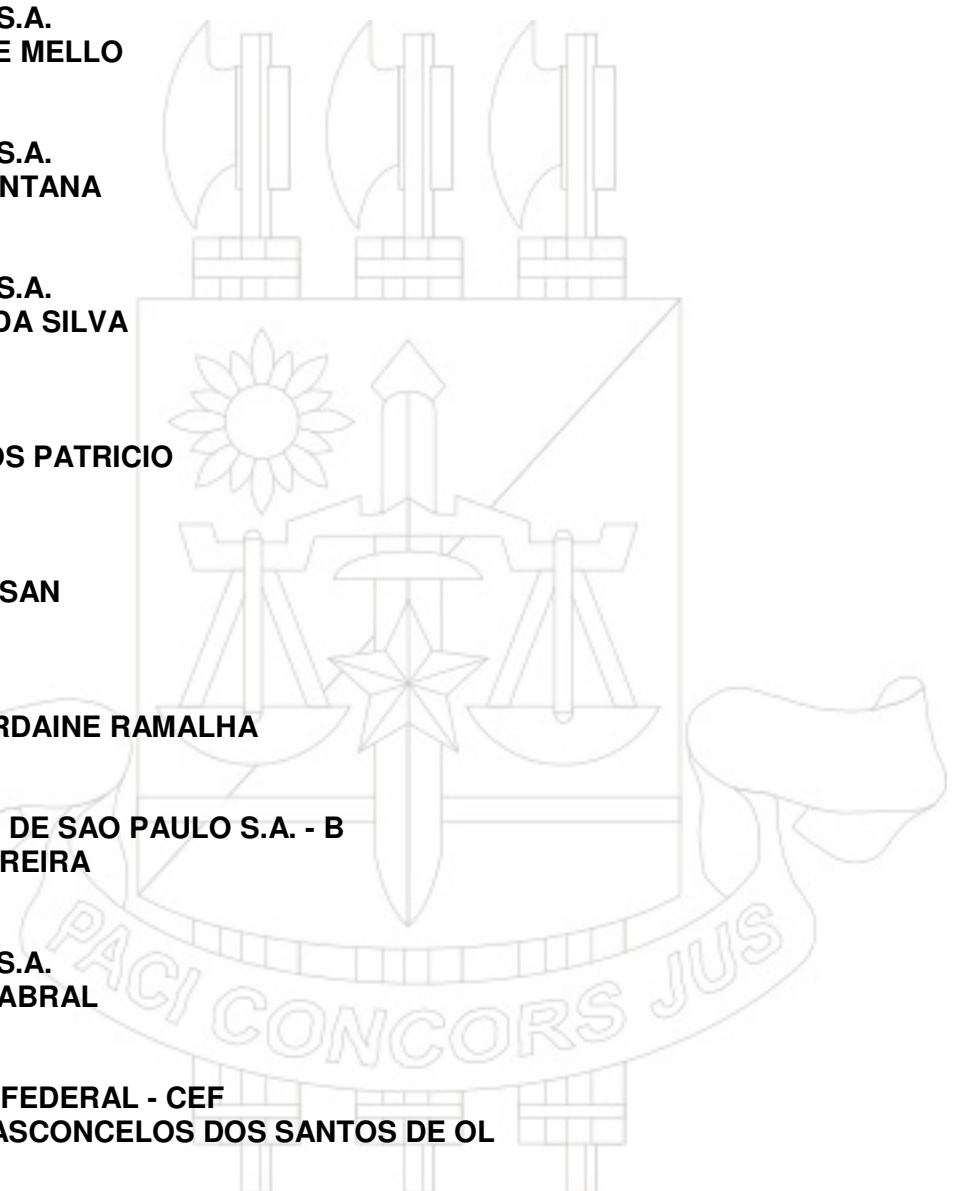 S.A.
E MELLO
S.A.
NTANA
S.A.
DA SILVA
OS PATRICIO
SAN
RDAINE RAMALHA
DE SAO PAULO S.A. - B
REIRA
S.A.
ABRAL
PACI CONCORS JUS
FEDERAL - CEF
ASCONCELOS DOS SANTOS DE OL